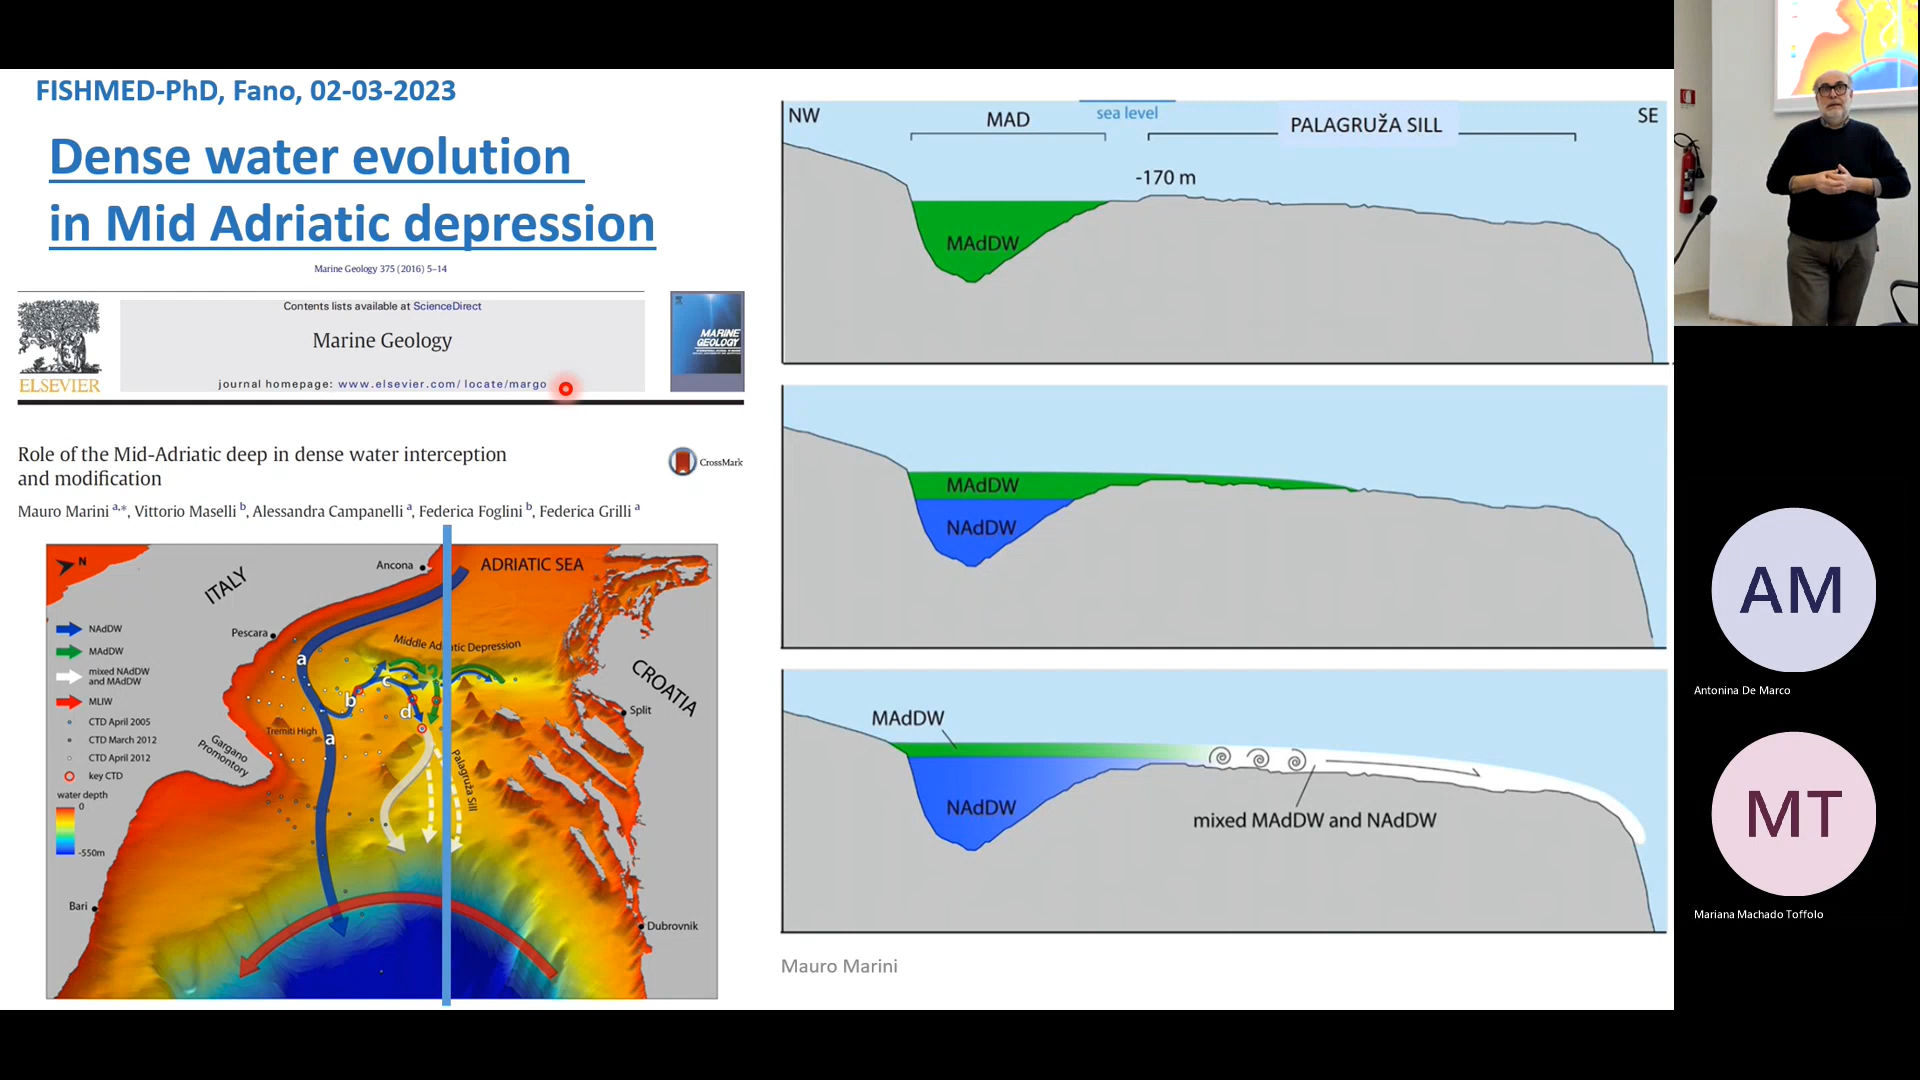 FISHMED-PhD, Fano, 02-03-2023
Dense water evolution
in Mid Adriatic depression
Marine Geology 375 (2016) 5–14
Contents lists available at ScienceDirect
Marine Geology
journal homepage: www.elsevier.com/locate/margo
ELSEVIER
MARINE
GEOLOGY
Role of the Mid-Adriatic deep in dense water interception
and modification
CrossMark
Mauro Marini a,*, Vittorio Maselli b, Alessandra Campanelli a, Federica Foglini b, Federica Grilli a
N
ITALY
Ancona
ADRIATIC SEA
Pescara
Middle Adriatic Depression
CROATIA
Split
NAdDW
MAdDW
mixed NAdDW
and MAdDW
MLIW
CTD April 2005
CTD March 2012
CTD April 2012
key CTD
water depth
0
-550m
a
b
c
d
a
Tremiti High
Gargano
Promontory
Palagruža Sill
Bari
Dubrovnik
NW
MAD
sea level
PALAGRUŽA SILL
SE
-170 m
MAdDW
MAdDW
NAdDW
MAdDW
NAdDW
mixed MAdDW and NAdDW
Mauro Marini
AM
Antonina De Marco
MT
Mariana Machado Toffolo